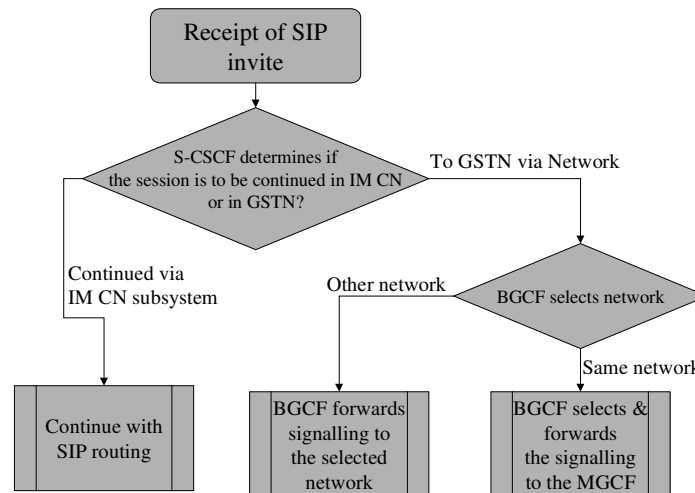 Receipt of SIP
invite
S-CSCF determines if
the session is to be continued in IM CN
or in GSTN?
To GSTN via Network
Continued via
IM CN subsystem
Other network
BGCF selects network
Same network
Continue with
SIP routing
BGCF forwards
signalling to
the selected
network
BGCF selects &
forwards
the signalling
to the MGCF